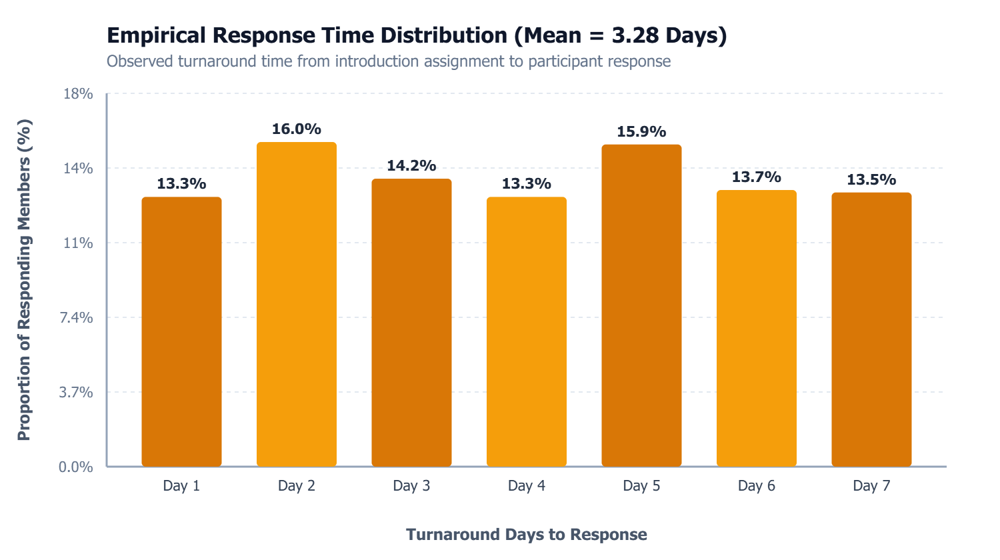 Empirical Response Time Distribution (Mean = 3.28 Days)
Observed turnaround time from introduction assignment to participant response
Proportion of Responding Members (%)
18%
14%
11%
7.4%
3.7%
0.0%
13.3%
16.0%
14.2%
13.3%
15.9%
13.7%
13.5%
Day 1
Day 2
Day 3
Day 4
Day 5
Day 6
Day 7
Turnaround Days to Response